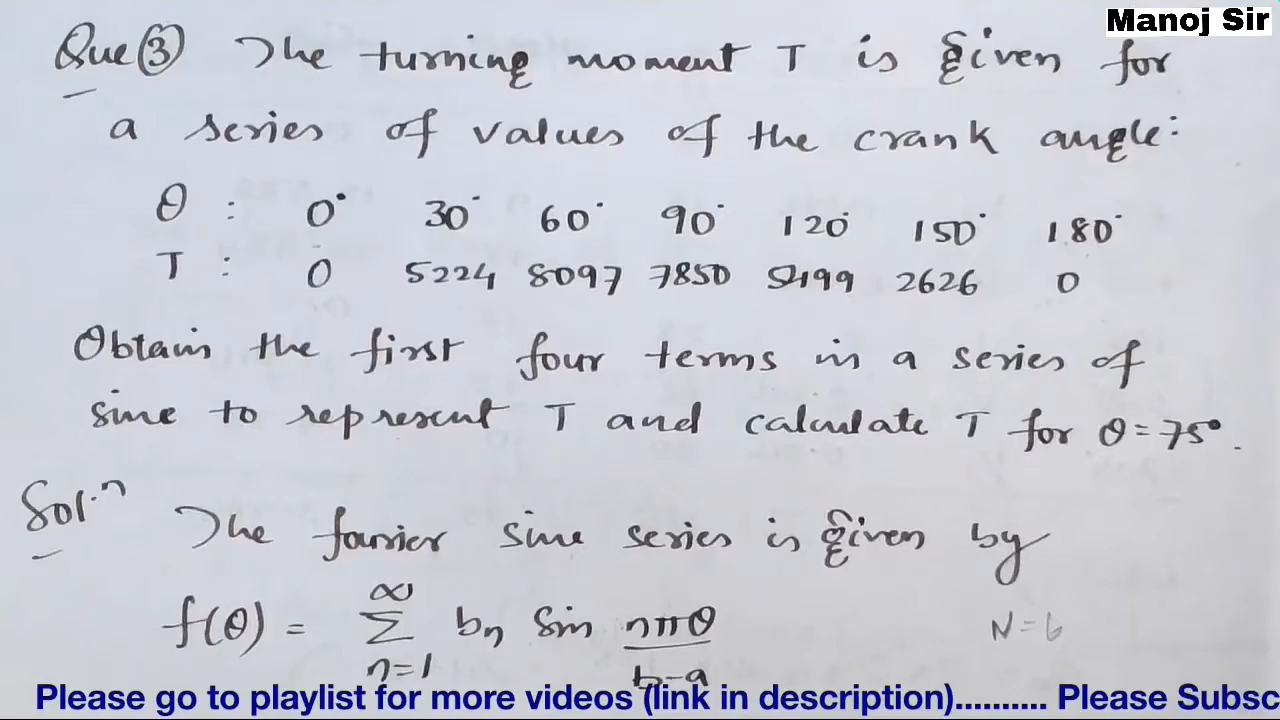 Manoj Sir
Que (3) The turning moment T is given for
a series of values of the crank angle:
θ : 0° 30° 60° 90° 120° 150° 180°
T : 0 5224 8097 7850 5499 2626 0
Obtain the first four terms in a series of
sine to represent T and calculate T for θ = 75°.
Sol.n The fourier sine series is given by
f(θ) = ∞ Σ n=1 bn sin nπθ / b-a N=6
Please go to playlist for more videos (link in description).......... Please Subsc